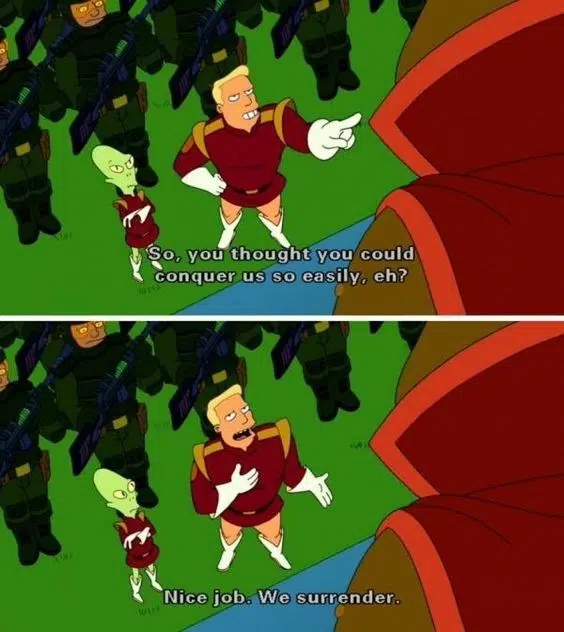 So, you thought you could
conquer us so easily, eh?
Nice job. We surrender.